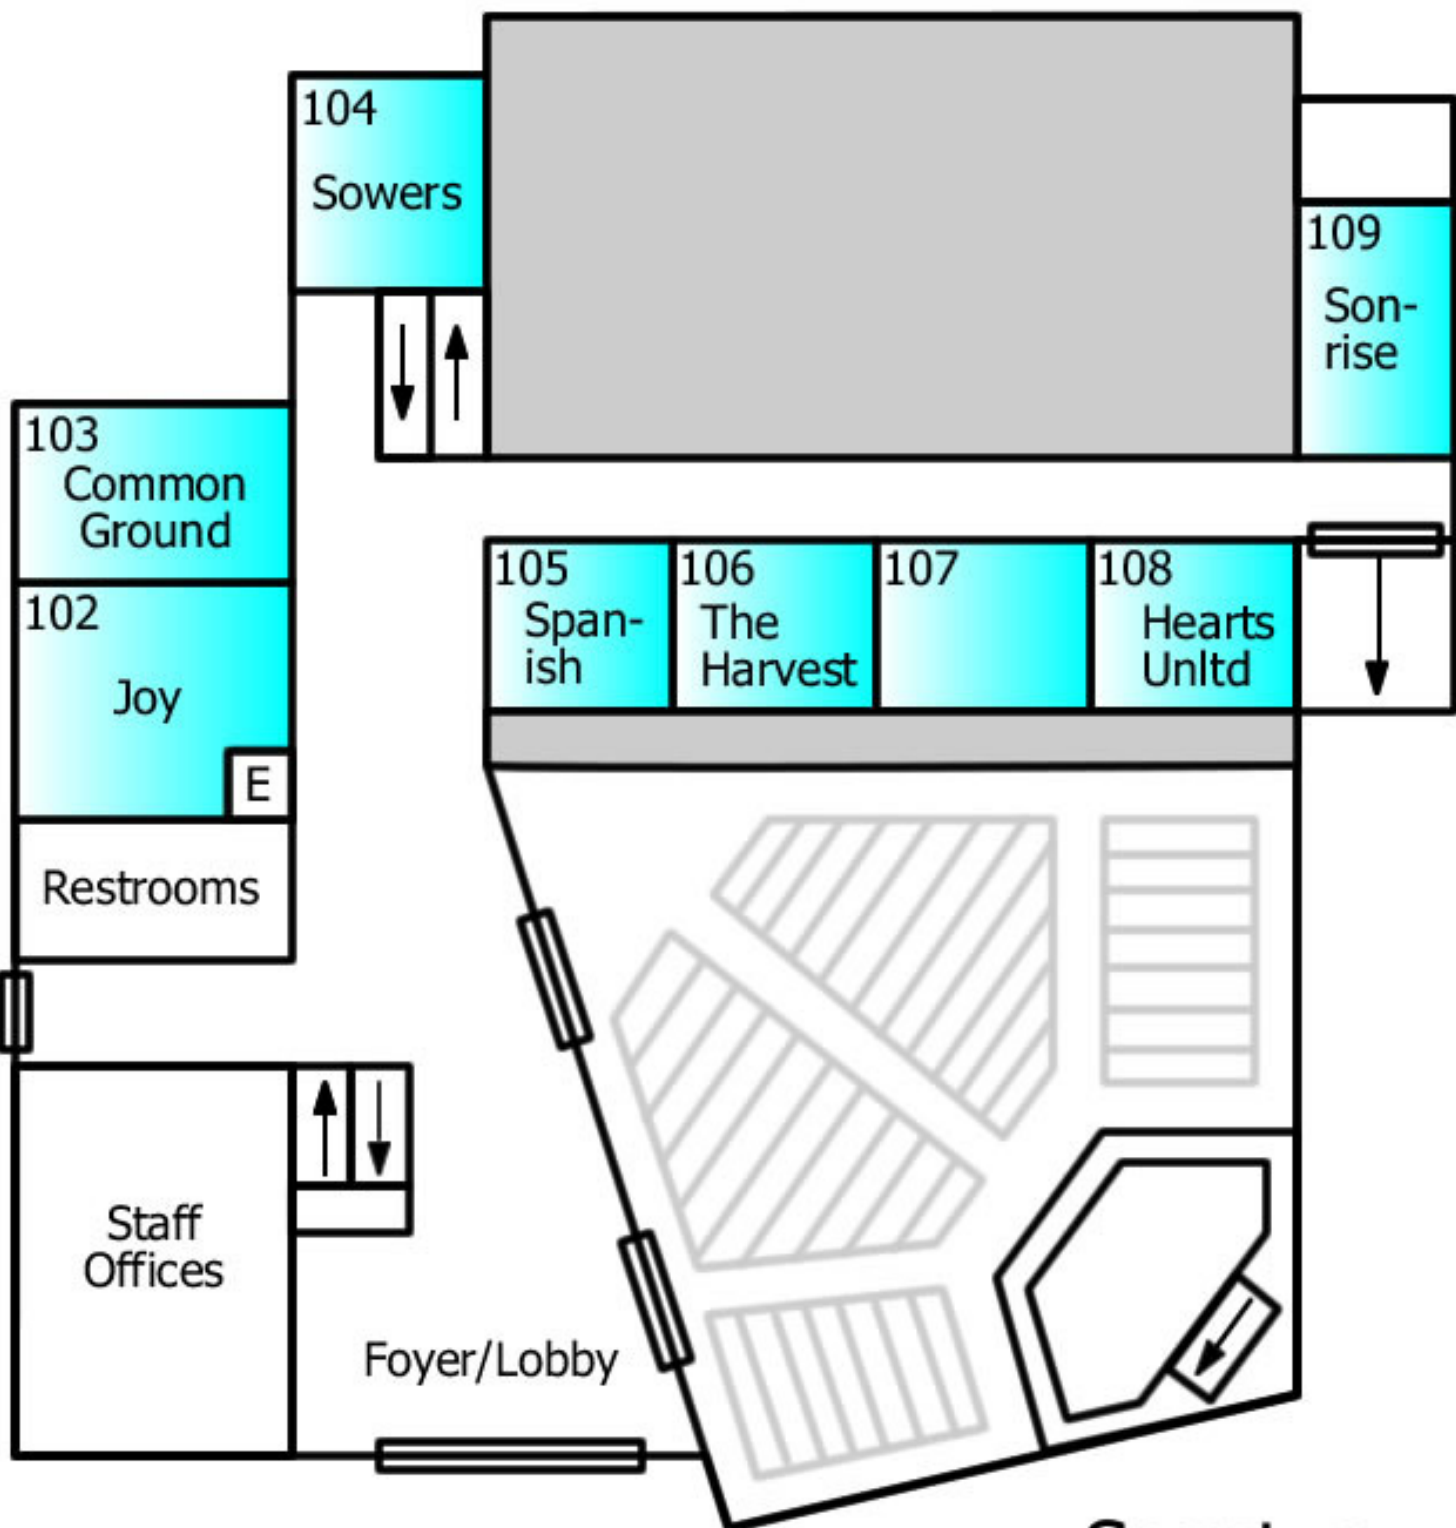 104
Sowers
109
Son-
rise
103
Common
Ground
102
Joy
E
105
Span-
ish
106
The
Harvest
107
108
Hearts
Unltd
Restrooms
Staff
Offices
Foyer/Lobby